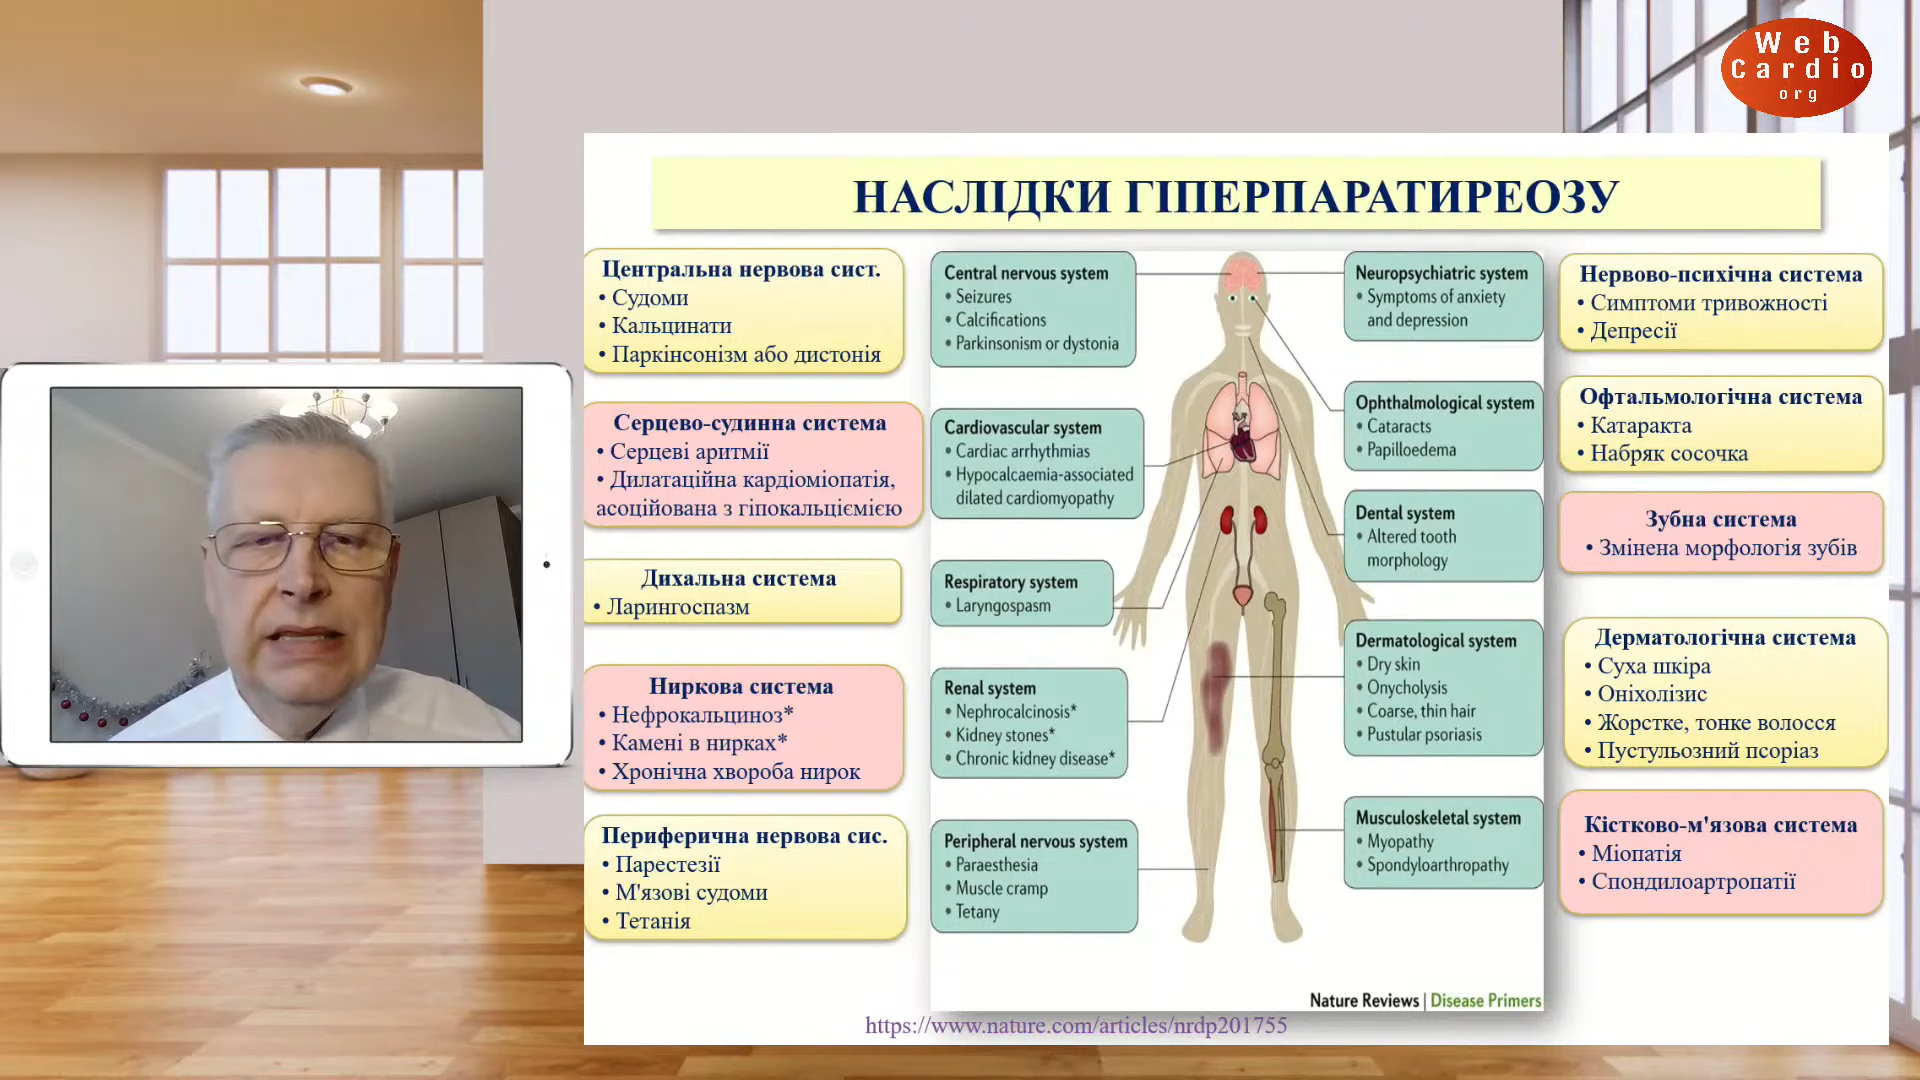 Web
Cardio
org
НАСЛІДКИ ГІПЕРПАРАТИРЕОЗУ
Центральна нервова сист.
• Судоми
• Кальцинати
• Паркінсонізм або дистонія
Серцево-судинна система
• Серцеві аритмії
• Дилатаційна кардіоміопатія,
асоційована з гіпокальціємією
Дихальна система
• Ларингоспазм
Ниркова система
• Нефрокальциноз*
• Камені в нирках*
• Хронічна хвороба нирок
Периферична нервова сис.
• Парестезії
• М'язові судоми
• Тетанія
Central nervous system
• Seizures
• Calcifications
• Parkinsonism or dystonia
Cardiovascular system
• Cardiac arrhythmias
• Hypocalcaemia-associated
dilated cardiomyopathy
Respiratory system
• Laryngospasm
Renal system
• Nephrocalcinosis*
• Kidney stones*
• Chronic kidney disease*
Peripheral nervous system
• Paraesthesia
• Muscle cramp
• Tetany
Neuropsychiatric system
• Symptoms of anxiety
and depression
Ophthalmological system
• Cataracts
• Papilloedema
Dental system
• Altered tooth
morphology
Dermatological system
• Dry skin
• Onycholysis
• Coarse, thin hair
• Pustular psoriasis
Musculoskeletal system
• Myopathy
• Spondyloarthropathy
Нервово-психічна система
• Симптоми тривожності
• Депресії
Офтальмологічна система
• Катаракта
• Набряк сосочка
Зубна система
• Змінена морфологія зубів
Дерматологічна система
• Суха шкіра
• Оніхолізис
• Жорстке, тонке волосся
• Пустульозний псоріаз
Кістково-м'язова система
• Міопатія
• Спондилоартропатії
Nature Reviews | Disease Primers
https://www.nature.com/articles/nrdp201755